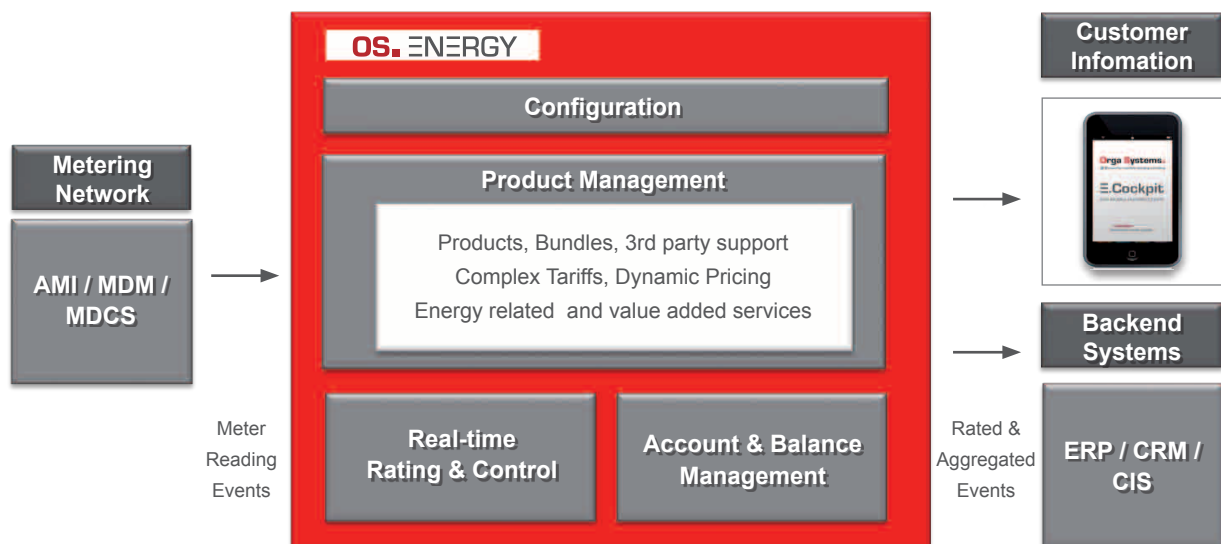 Metering
Network
AMI / MDM /
MDCS
Meter
Reading
Events
OS. ENERGY
Configuration
Product Management
Products, Bundles, 3rd party support
Complex Tariffs, Dynamic Pricing
Energy related and value added services
Real-time
Rating & Control
Account & Balance
Management
Rated &
Aggregated
Events
Customer
Infomation
Orga Systems.
E.Cockpit
Backend
Systems
ERP / CRM /
CIS